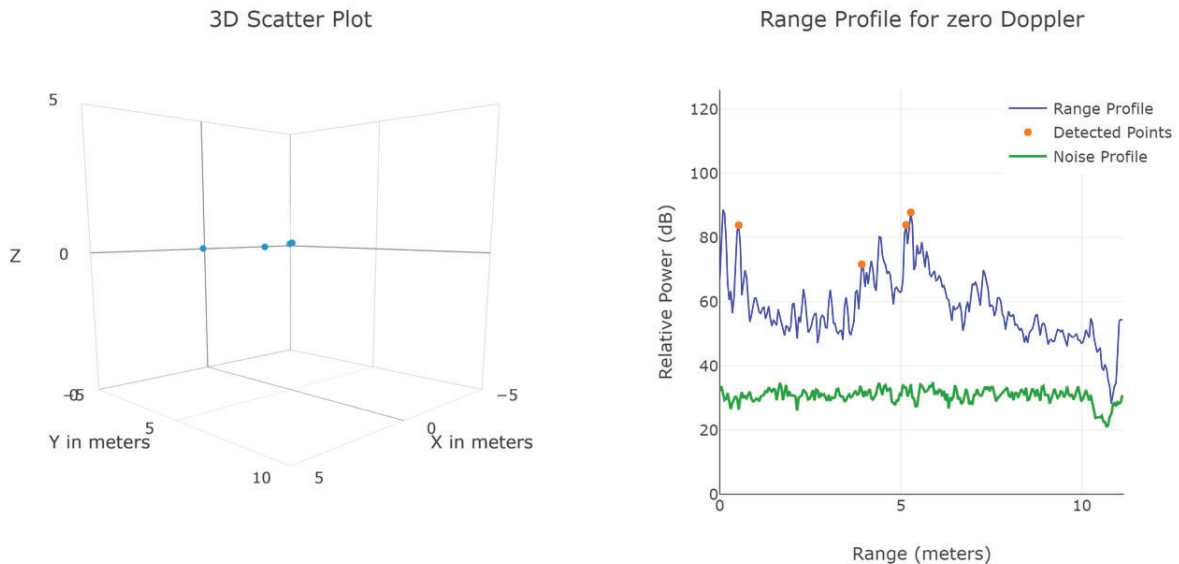 3D Scatter Plot
5
Z
0
−5
0
5
Y in meters
10
5
0
X in meters
−5
Range Profile for zero Doppler
Range Profile
Detected Points
Noise Profile
Relative Power (dB)
120
100
80
60
40
20
0
0
5
10
Range (meters)